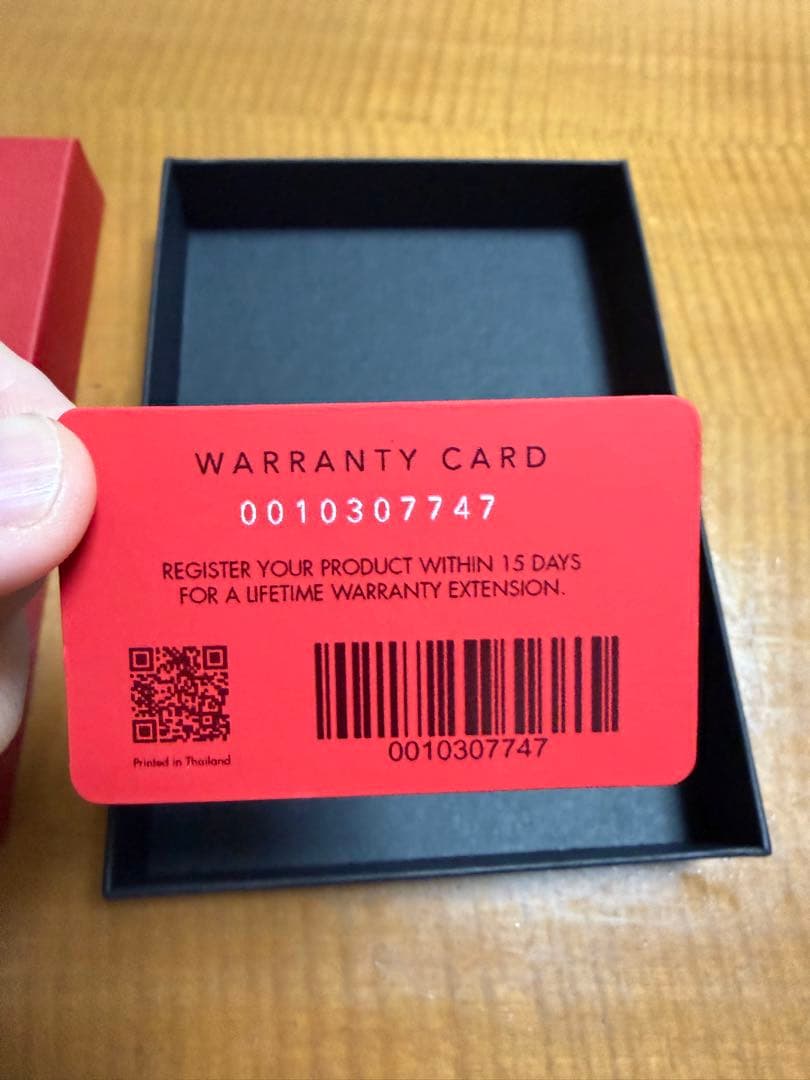 WARRANTY CARD
0010307747
REGISTER YOUR PRODUCT WITHIN 15 DAYS
FOR A LIFETIME WARRANTY EXTENSION.
Printed in Thailand
0010307747